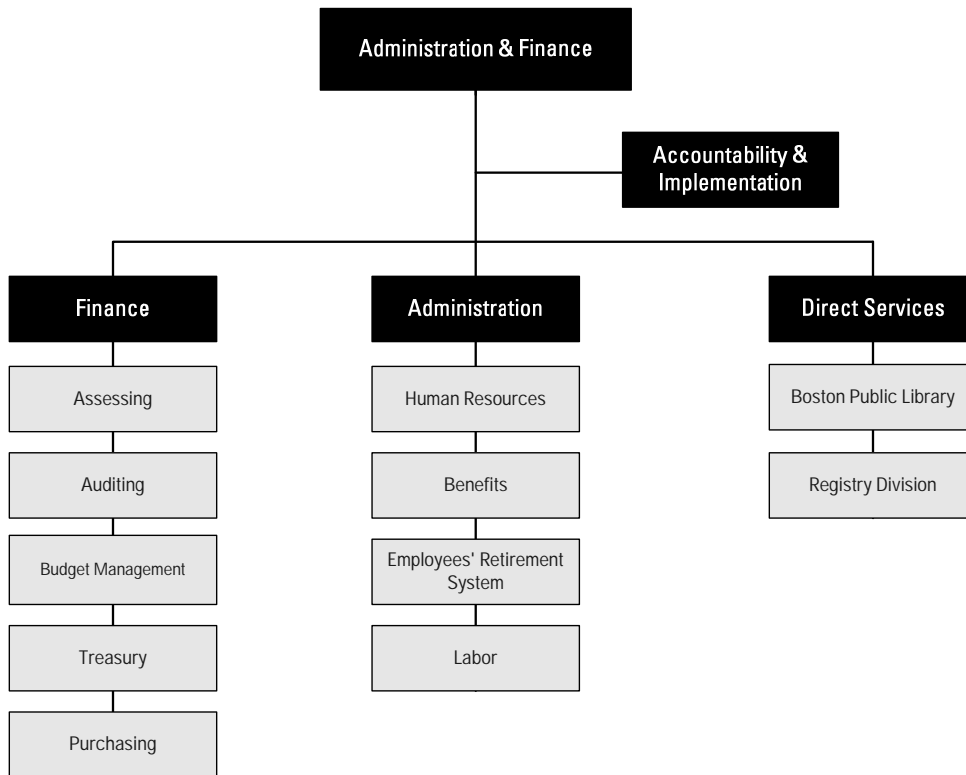 Administration & Finance
Accountability &
Implementation
Finance
Administration
Direct Services
Assessing
Human Resources
Boston Public Library
Auditing
Benefits
Registry Division
Budget Management
Employees' Retirement
System
Treasury
Labor
Purchasing